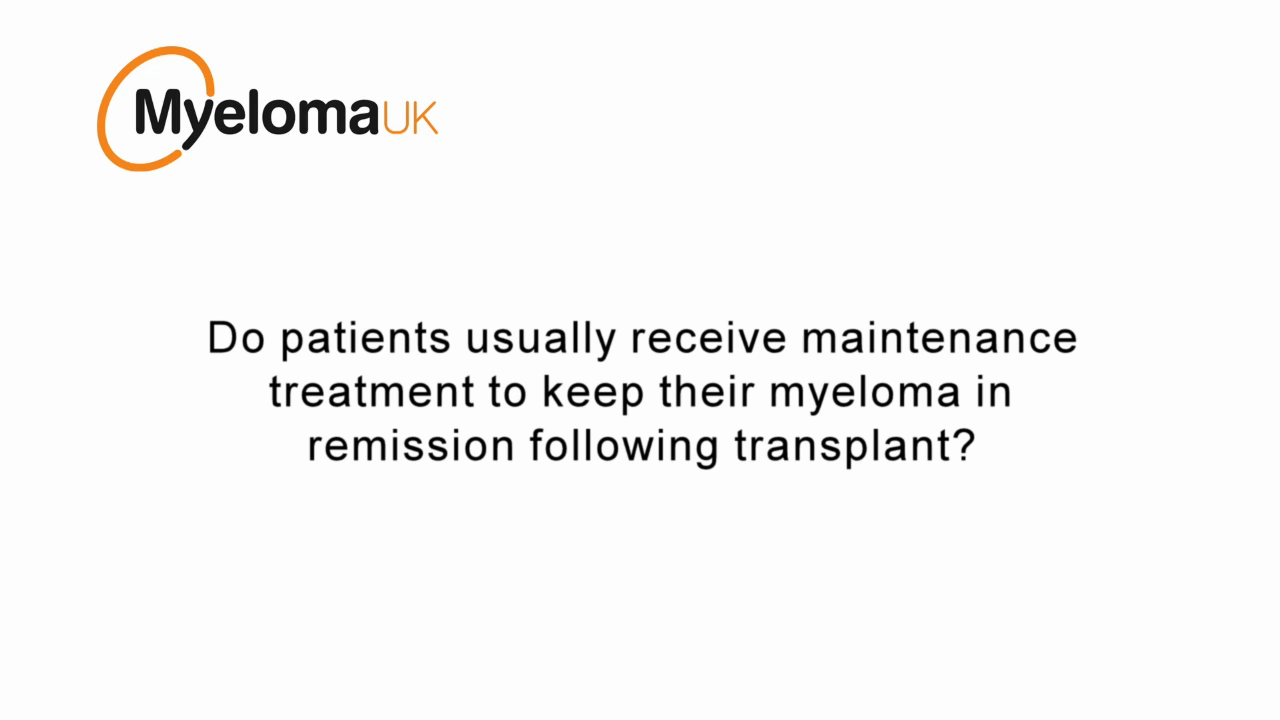 MyelomaUK
Do patients usually receive maintenance
treatment to keep their myeloma in
remission following transplant?